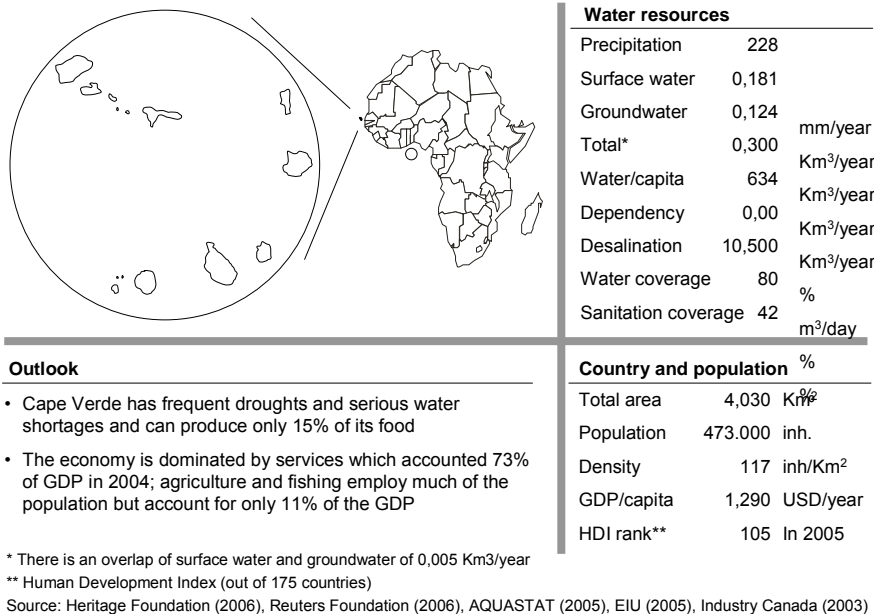 Water resources
Precipitation 228
Surface water 0,181
Groundwater 0,124
mm/year
Total* 0,300
Km³/year
Water/capita 634
Km³/year
Dependency 0,00
Km³/year
Desalination 10,500
Km³/year
Water coverage 80
%
Sanitation coverage 42
m³/day
Outlook
Cape Verde has frequent droughts and serious water
shortages and can produce only 15% of its food
The economy is dominated by services which accounted 73%
of GDP in 2004; agriculture and fishing employ much of the
population but account for only 11% of the GDP
Country and population
%
%
Total area 4,030 Km²
Population 473.000 inh.
Density 117 inh/Km²
GDP/capita 1,290 USD/year
HDI rank** 105 In 2005
* There is an overlap of surface water and groundwater of 0,005 Km3/year
** Human Development Index (out of 175 countries)
Source: Heritage Foundation (2006), Reuters Foundation (2006), AQUASTAT (2005), EIU (2005), Industry Canada (2003)